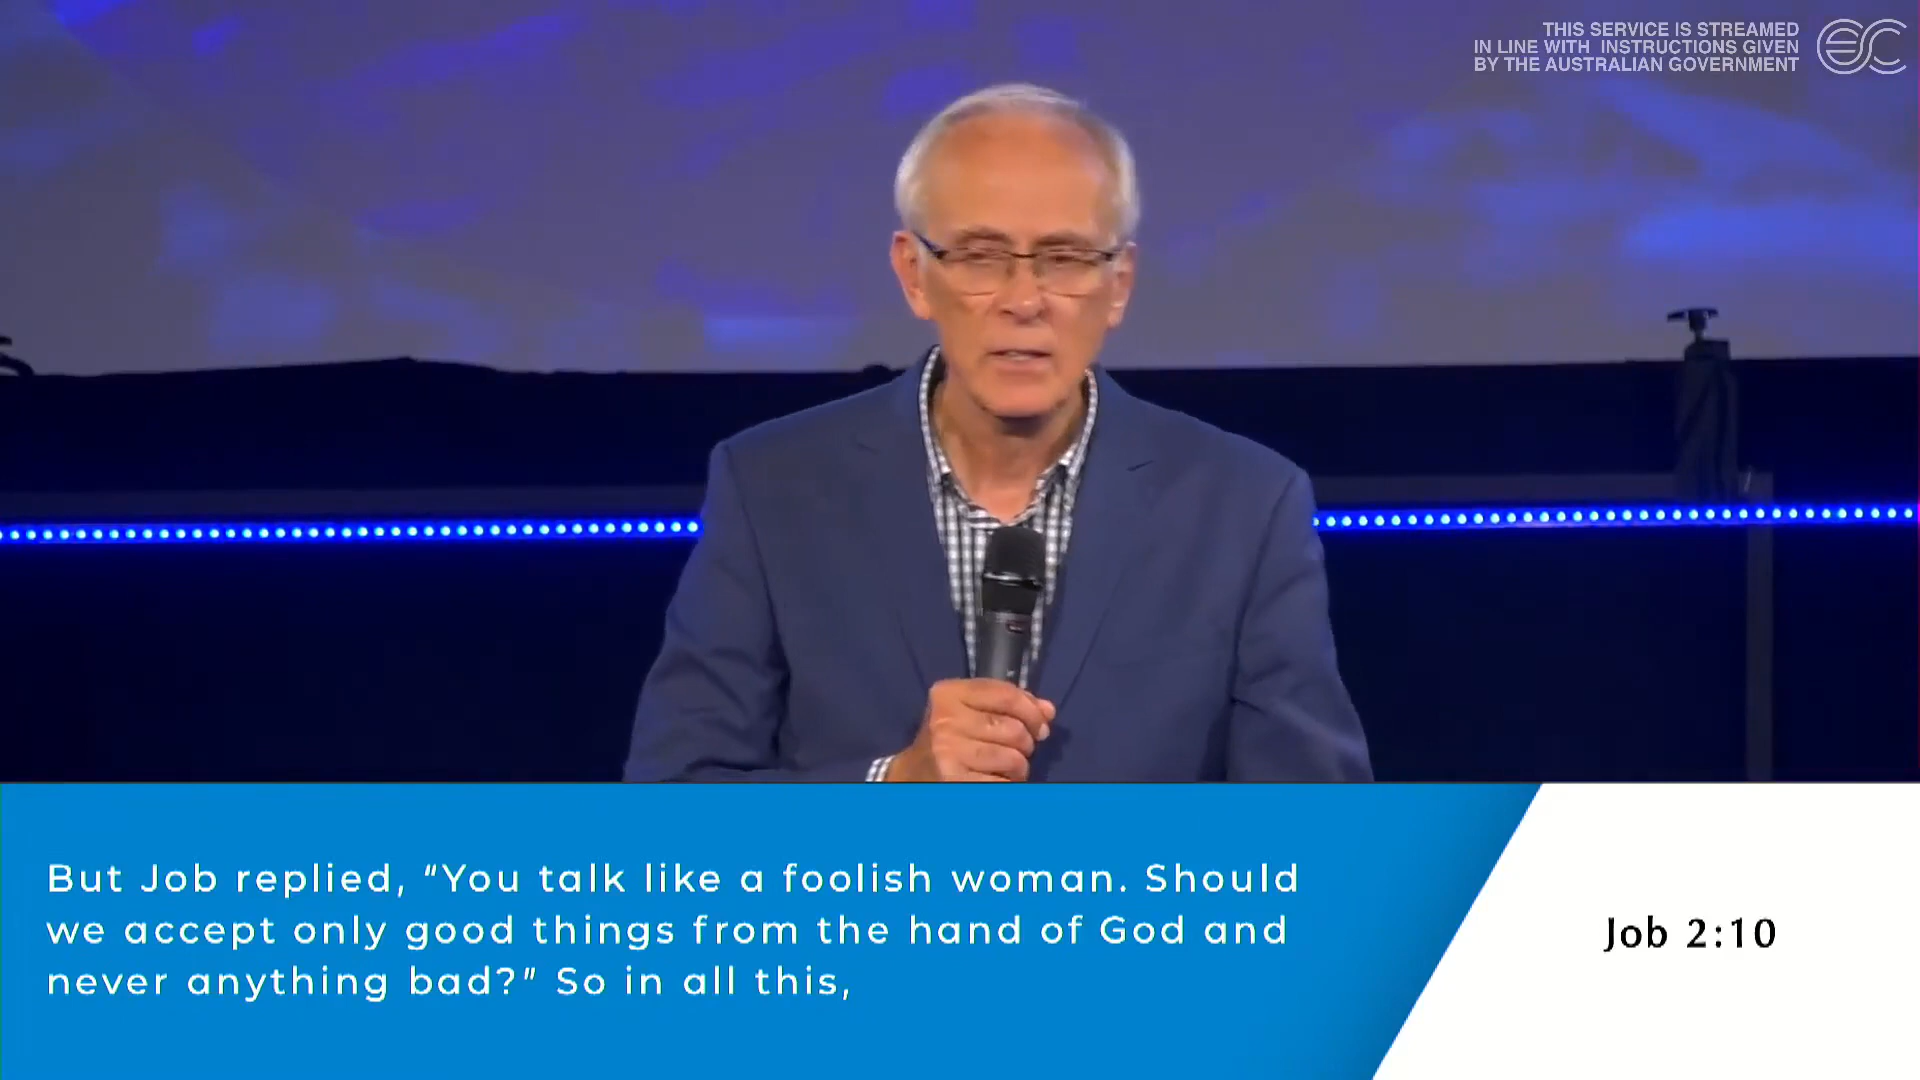 THIS SERVICE IS STREAMED
IN LINE WITH INSTRUCTIONS GIVEN
BY THE AUSTRALIAN GOVERNMENT
EC
But Job replied, “You talk like a foolish woman. Should
we accept only good things from the hand of God and
never anything bad?” So in all this,
Job 2:10